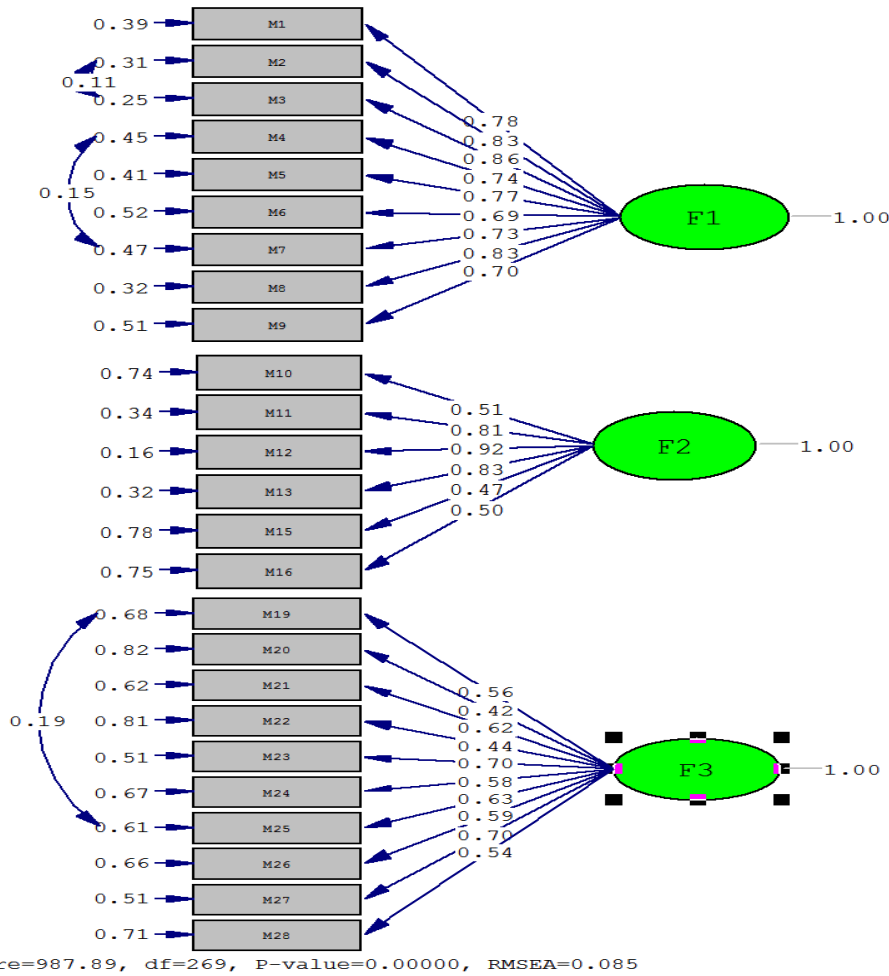 0.39 M1
0.31 M2
0.11
0.25 M3
0.78
0.45 M4
0.83
0.86
0.41 M5
0.74
0.15
0.77
0.52 M6
0.69
F1 1.00
0.73
0.47 M7
0.83
0.70
0.32 M8
0.51 M9
0.74 M10
0.51
0.34 M11
0.81
0.92
F2 1.00
0.16 M12
0.83
0.47
0.32 M13
0.50
0.78 M15
0.75 M16
0.68 M19
0.82 M20
0.62 M21
0.56
0.42
0.19
0.81 M22
0.62
0.44
0.51 M23
0.70
F3 1.00
0.58
0.67 M24
0.63
0.59
0.61 M25
0.70
0.54
0.66 M26
0.51 M27
0.71 M28
re=987.89, df=269, P-value=0.00000, RMSEA=0.085